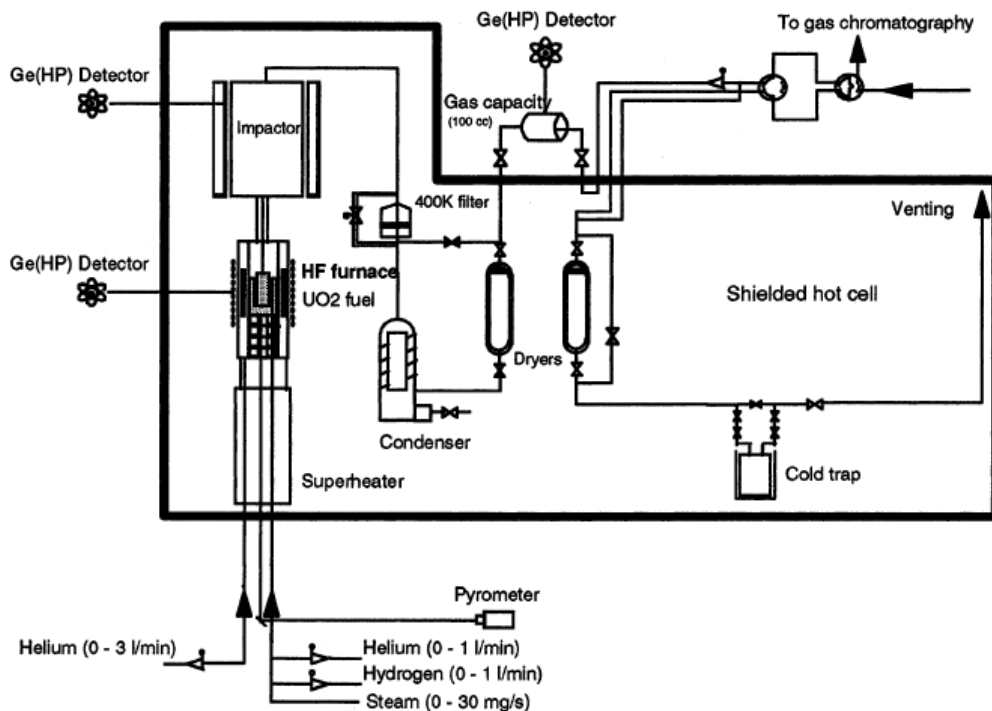 To gas chromatography
Ge(HP) Detector
Ge(HP) Detector
Gas capacity
(100 cc)
Impactor
400K filter
Venting
Ge(HP) Detector
HF furnace
UO2 fuel
Shielded hot cell
Dryers
Condenser
Superheater
Cold trap
Pyrometer
Helium (0 - 3 l/min)
Helium (0 - 1 l/min)
Hydrogen (0 - 1 l/min)
Steam (0 - 30 mg/s)